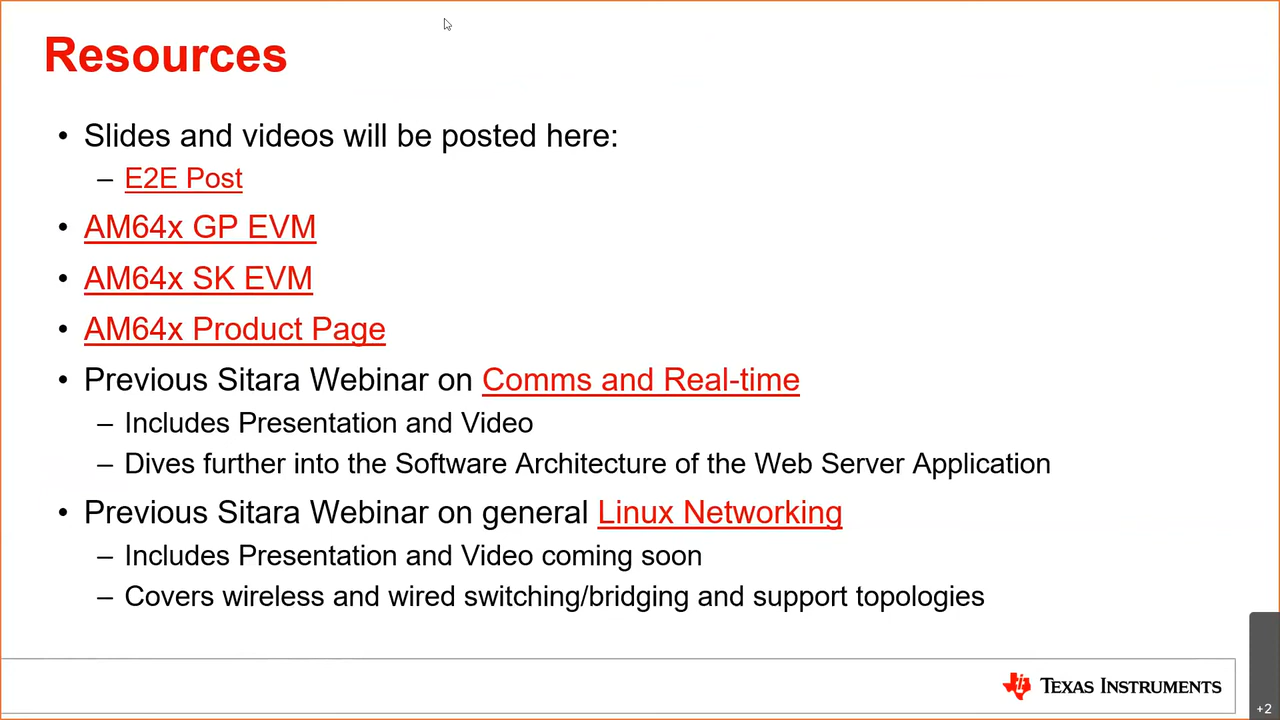 Resources
• Slides and videos will be posted here:
– E2E Post
• AM64x GP EVM
• AM64x SK EVM
• AM64x Product Page
• Previous Sitara Webinar on Comms and Real-time
– Includes Presentation and Video
– Dives further into the Software Architecture of the Web Server Application
• Previous Sitara Webinar on general Linux Networking
– Includes Presentation and Video coming soon
– Covers wireless and wired switching/bridging and support topologies
TEXAS INSTRUMENTS
+2